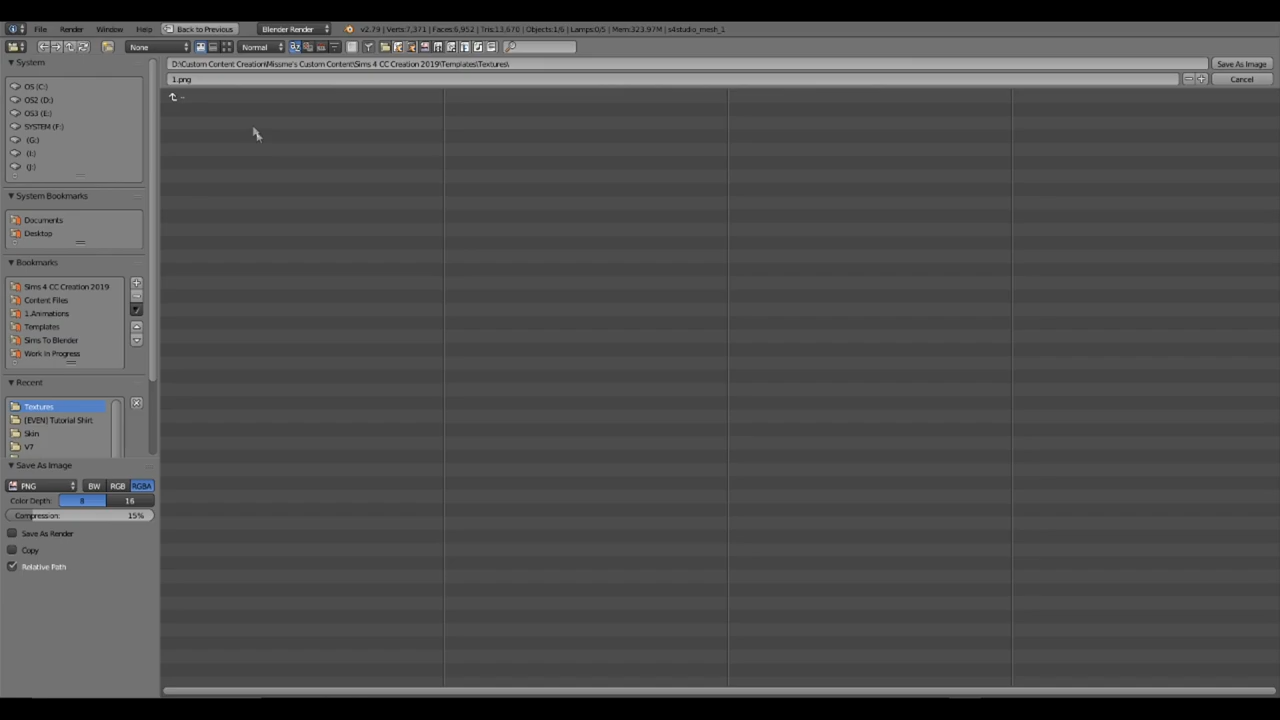 File Render Window Help Back to Previous Blender Render v2.79 | Verts:7,371 | Faces:6,952 | Tris:13,670 | Objects:1/6 | Lamps:0/5 | Mem:323.97M | s4studio_mesh_1
None Normal
System
D:\Custom Content Creation\Missme's Custom Content\Sims 4 CC Creation 2019\Templates\Textures\
Save As Image
1.png
Cancel
..
OS (C:)
OS2 (D:)
OS3 (E:)
SYSTEM (F:)
(G:)
(I:)
(J:)
System Bookmarks
Documents
Desktop
Bookmarks
Sims 4 CC Creation 2019
Content Files
1.Animations
Templates
Sims To Blender
Work In Progress
Recent
Textures
[EVEN] Tutorial Shirt
Skin
V7
Save As Image
PNG BW RGB RGBA
Color Depth: 8 16
Compression: 15%
Save As Render
Copy
Relative Path